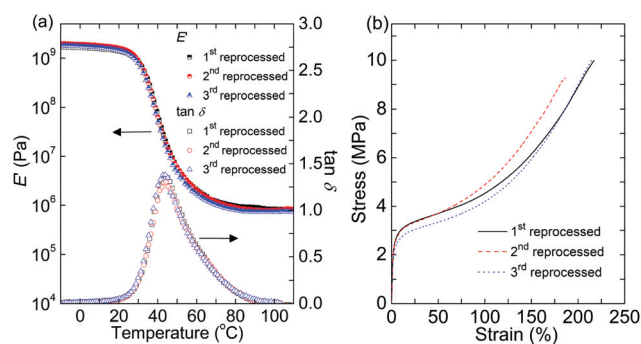 (a)
E'
1st reprocessed
2nd reprocessed
3rd reprocessed
tan δ
1st reprocessed
2nd reprocessed
3rd reprocessed
10^9
10^8
10^7
10^6
10^5
10^4
E' (Pa)
3.0
2.5
2.0
1.5
1.0
0.5
0.0
tan δ
0 20 40 60 80 100
Temperature (°C)
(b)
12
10
8
6
4
2
0
Stress (MPa)
1st reprocessed
2nd reprocessed
3rd reprocessed
0 50 100 150 200 250
Strain (%)